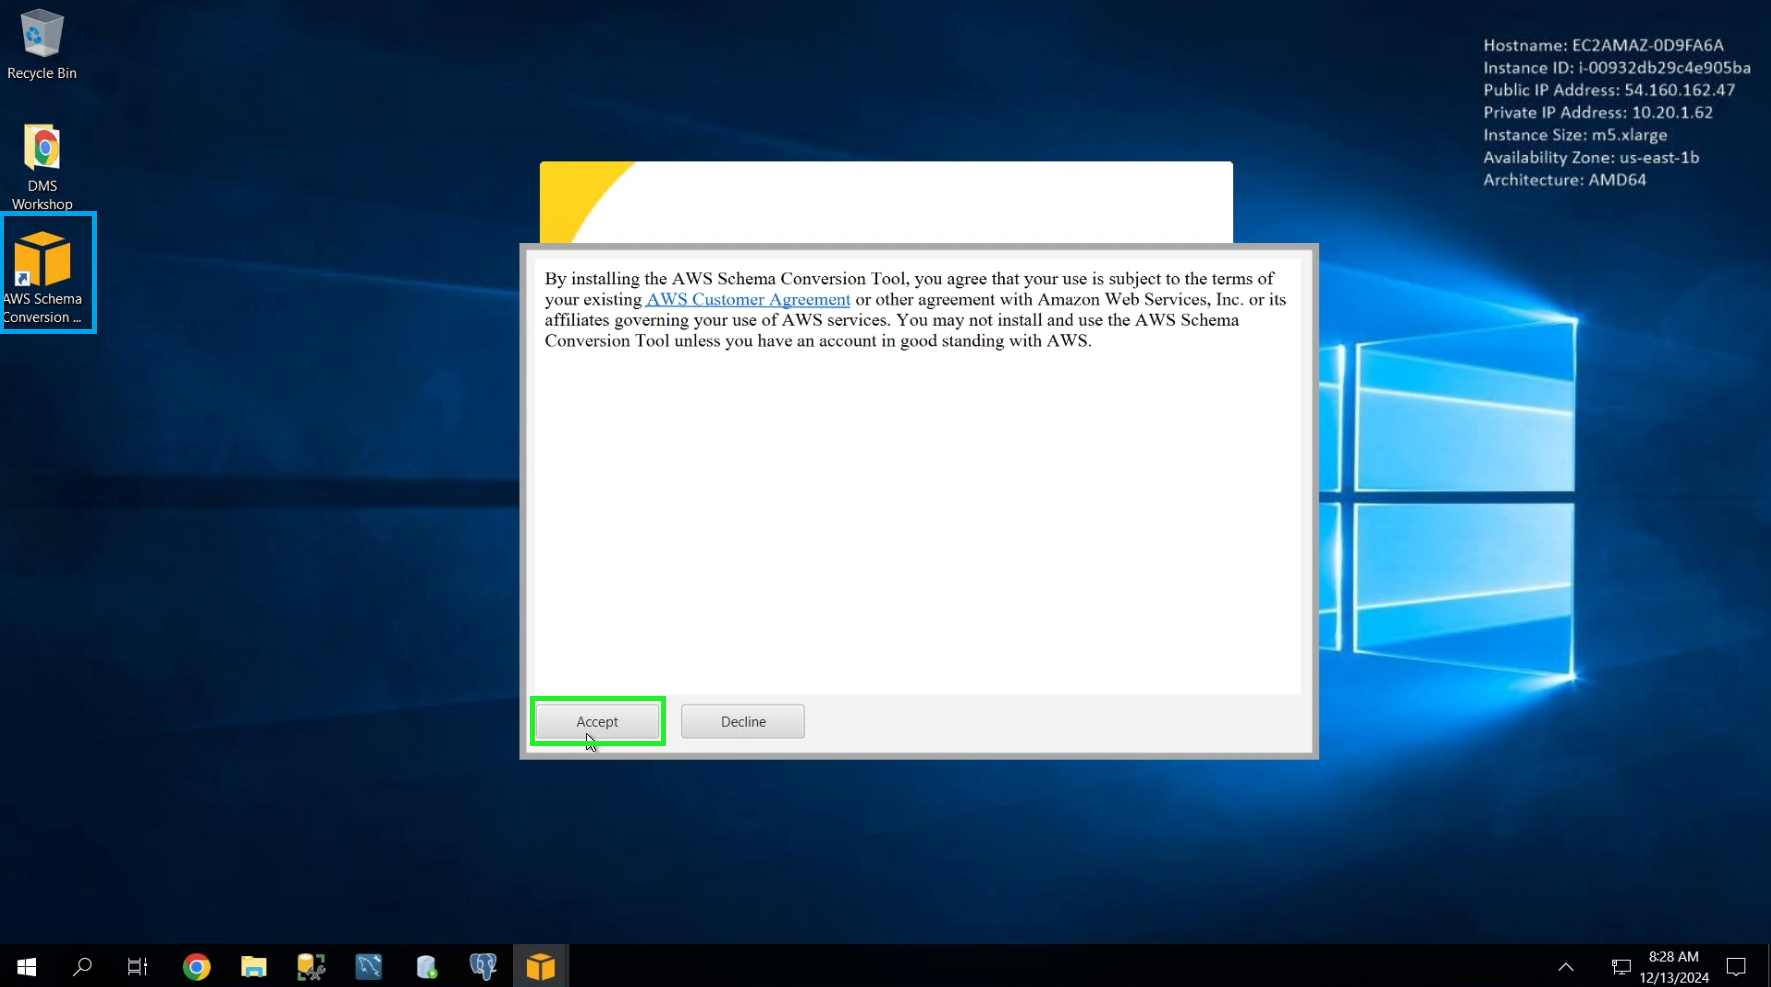 Recycle Bin
DMS
Workshop
AWS Schema
Conversion ...
Hostname: EC2AMAZ-0D9FA6A
Instance ID: i-00932db29c4e905ba
Public IP Address: 54.160.162.47
Private IP Address: 10.20.1.62
Instance Size: m5.xlarge
Availability Zone: us-east-1b
Architecture: AMD64
By installing the AWS Schema Conversion Tool, you agree that your use is subject to the terms of
your existing AWS Customer Agreement or other agreement with Amazon Web Services, Inc. or its
affiliates governing your use of AWS services. You may not install and use the AWS Schema
Conversion Tool unless you have an account in good standing with AWS.
Accept
Decline
8:28 AM
12/13/2024